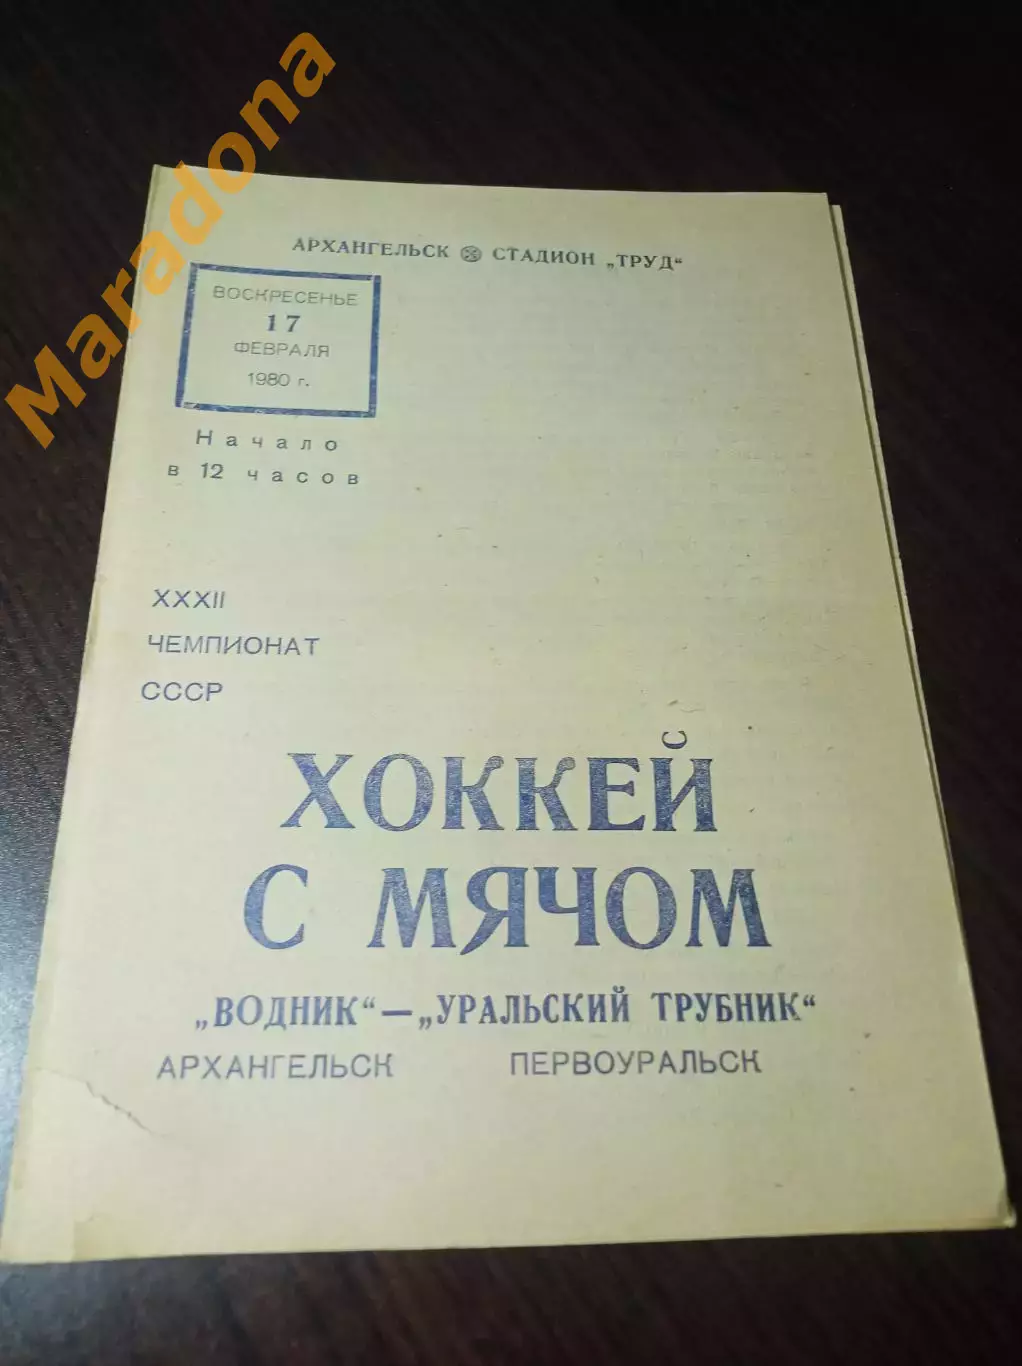 Maradona
АРХАНГЕЛЬСК СТАДИОН „ТРУД“
ВОСКРЕСЕНЬЕ
17
ФЕВРАЛЯ
1980 г.
Начало
в 12 часов
XXXII
ЧЕМПИОНАТ
СССР
ХОККЕЙ
С МЯЧОМ
„ВОДНИК“—„УРАЛЬСКИЙ ТРУБНИК“
АРХАНГЕЛЬСК ПЕРВОУРАЛЬСК